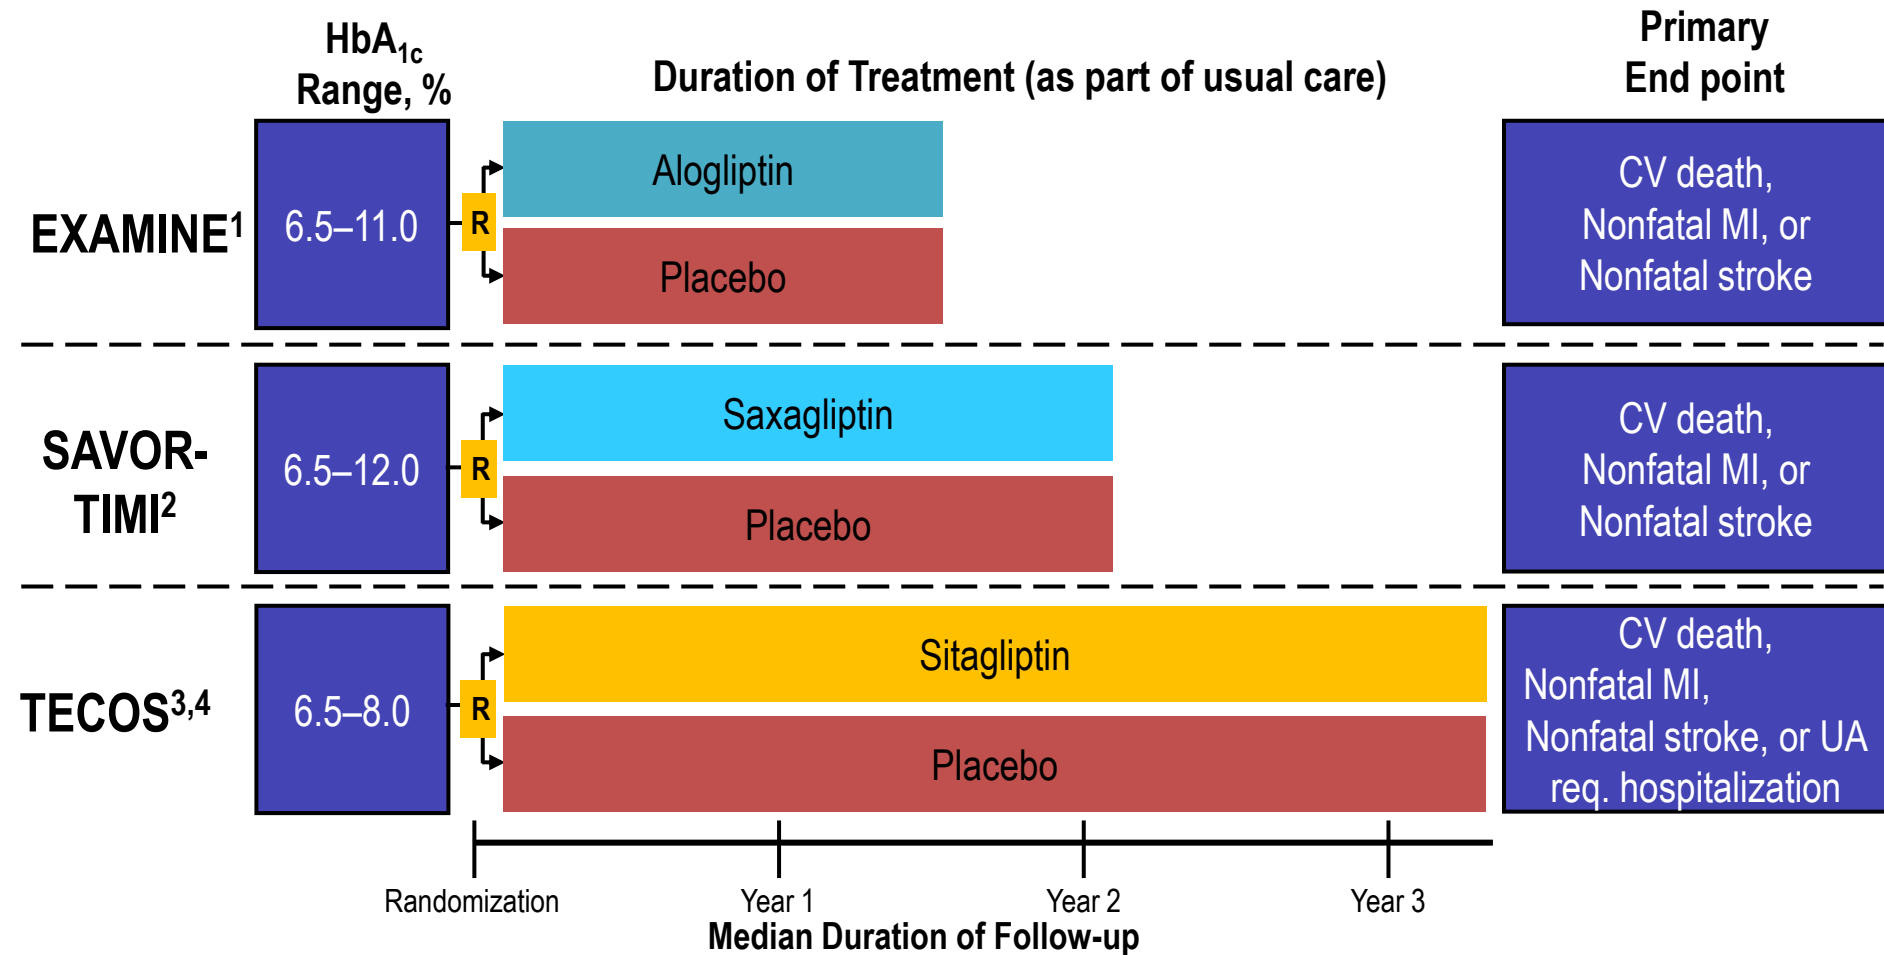 HbA1c
Range, %
Duration of Treatment (as part of usual care)
Primary
End point
EXAMINE1
6.5–11.0
R
Alogliptin
Placebo
CV death,
Nonfatal MI, or
Nonfatal stroke
SAVOR-
TIMI2
6.5–12.0
R
Saxagliptin
Placebo
CV death,
Nonfatal MI, or
Nonfatal stroke
TECOS3,4
6.5–8.0
R
Sitagliptin
Placebo
CV death,
Nonfatal MI,
Nonfatal stroke, or UA
req. hospitalization
Randomization
Year 1
Year 2
Year 3
Median Duration of Follow-up